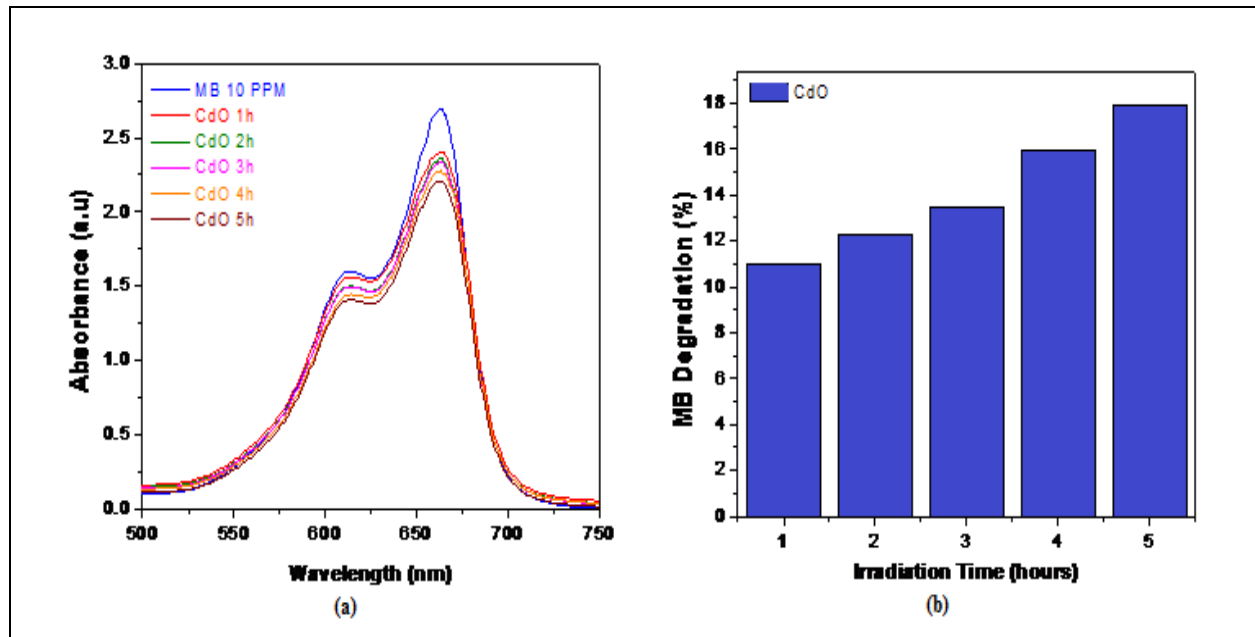 3.0
2.5
2.0
1.5
1.0
0.5
0.0
Absorbance (a.u)
MB 10 PPM
CdO 1h
CdO 2h
CdO 3h
CdO 4h
CdO 5h
500 550 600 650 700 750
Wavelength (nm)
(a)
18
16
14
12
10
8
6
4
2
0
MB Degradation (%)
CdO
1 2 3 4 5
Irradiation Time (hours)
(b)